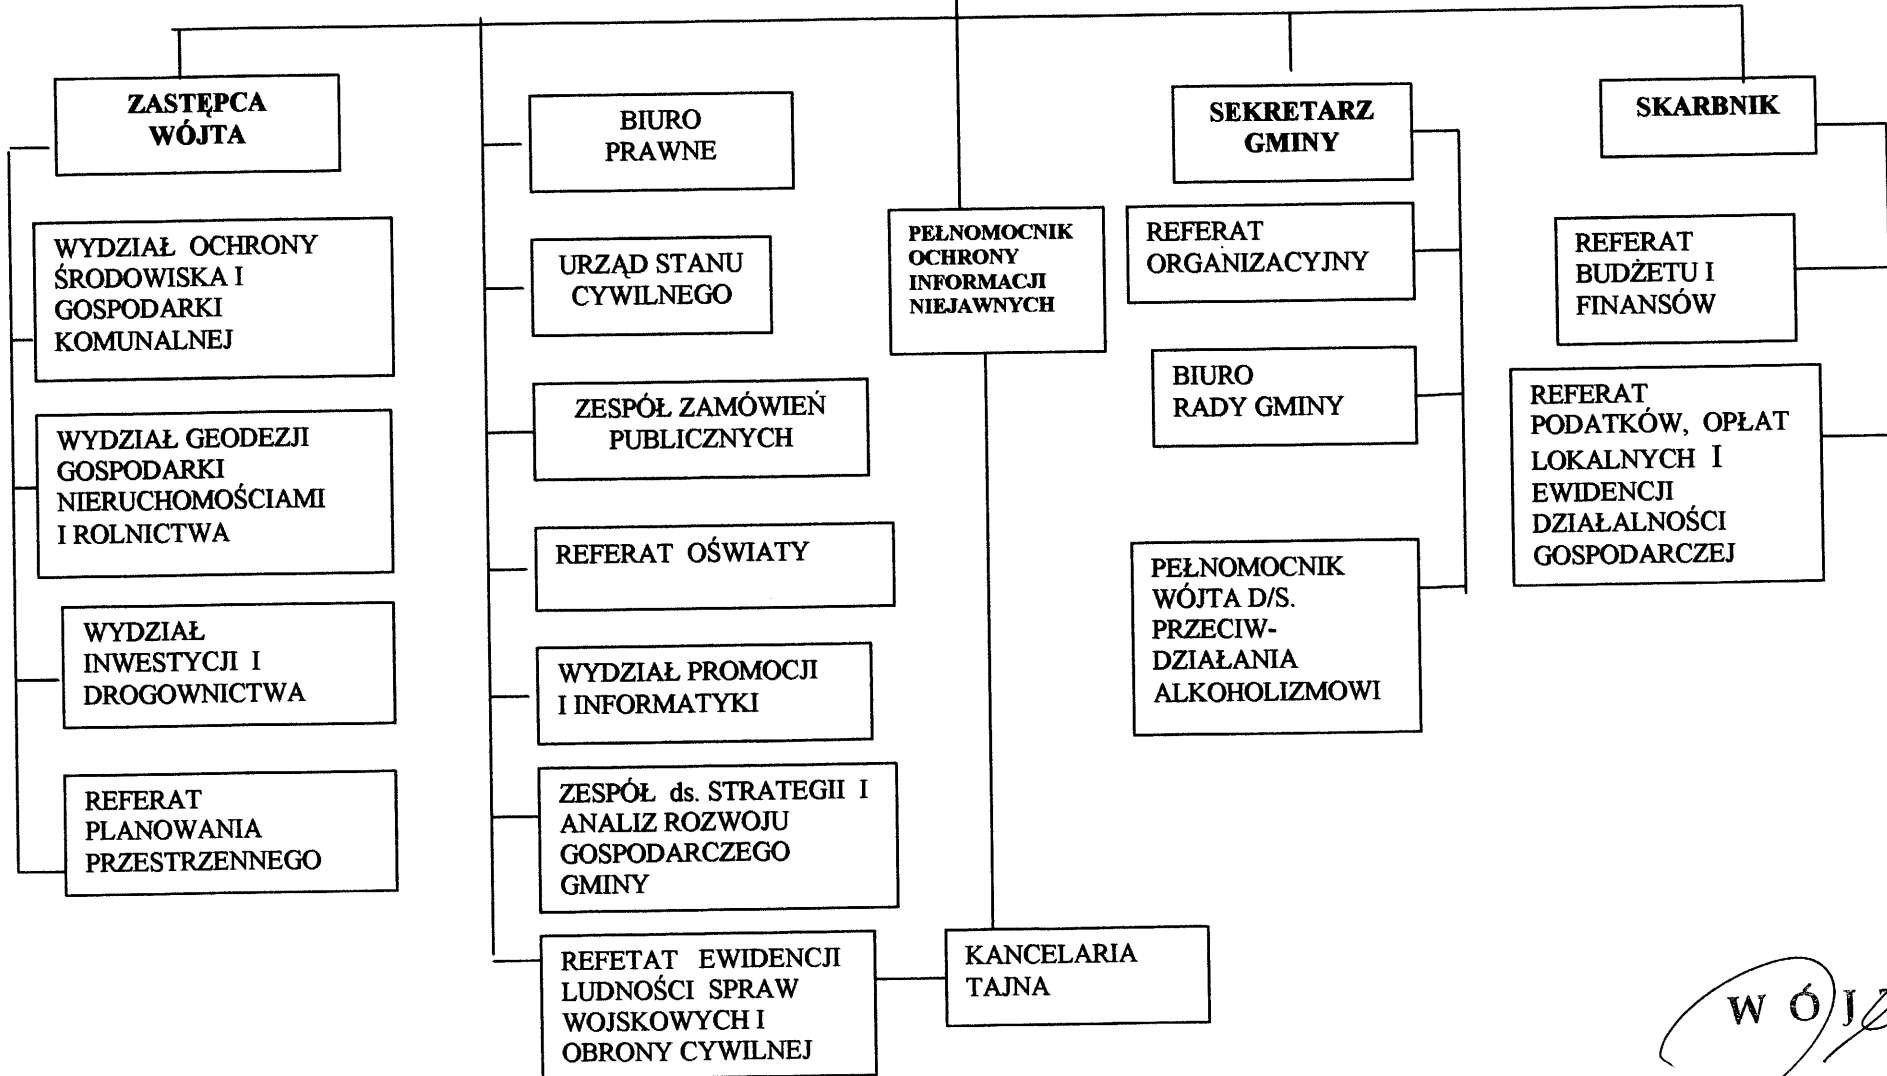 ZASTĘPCA
WÓJTA
WYDZIAŁ OCHRONY
ŚRODOWISKA I
GOSPODARKI
KOMUNALNEJ
WYDZIAŁ GEODEZJI
GOSPODARKI
NIERUCHOMOŚCIAMI
I ROLNICTWA
WYDZIAŁ
INWESTYCJI I
DROGOWNICTWA
REFERAT
PLANOWANIA
PRZESTRZENNEGO
BIURO
PRAWNE
URZĄD STANU
CYWILNEGO
ZESPÓŁ ZAMÓWIEŃ
PUBLICZNYCH
REFERAT OŚWIATY
WYDZIAŁ PROMOCJI
I INFORMATYKI
ZESPÓŁ ds. STRATEGII I
ANALIZ ROZWOJU
GOSPODARCZEGO
GMINY
REFETAT EWIDENCJI
LUDNOŚCI SPRAW
WOJSKOWYCH I
OBRONY CYWILNEJ
PEŁNOMOCNIK
OCHRONY
INFORMACJI
NIEJAWNYCH
KANCELARIA
TAJNA
SEKRETARZ
GMINY
REFERAT
ORGANIZACYJNY
BIURO
RADY GMINY
PEŁNOMOCNIK
WÓJTA D/S.
PRZECIW-
DZIAŁANIA
ALKOHOLIZMOWI
SKARBNIK
REFERAT
BUDŻETU I
FINANSÓW
REFERAT
PODATKÓW, OPŁAT
LOKALNYCH I
EWIDENCJI
DZIAŁALNOŚCI
GOSPODARCZEJ
W Ó J